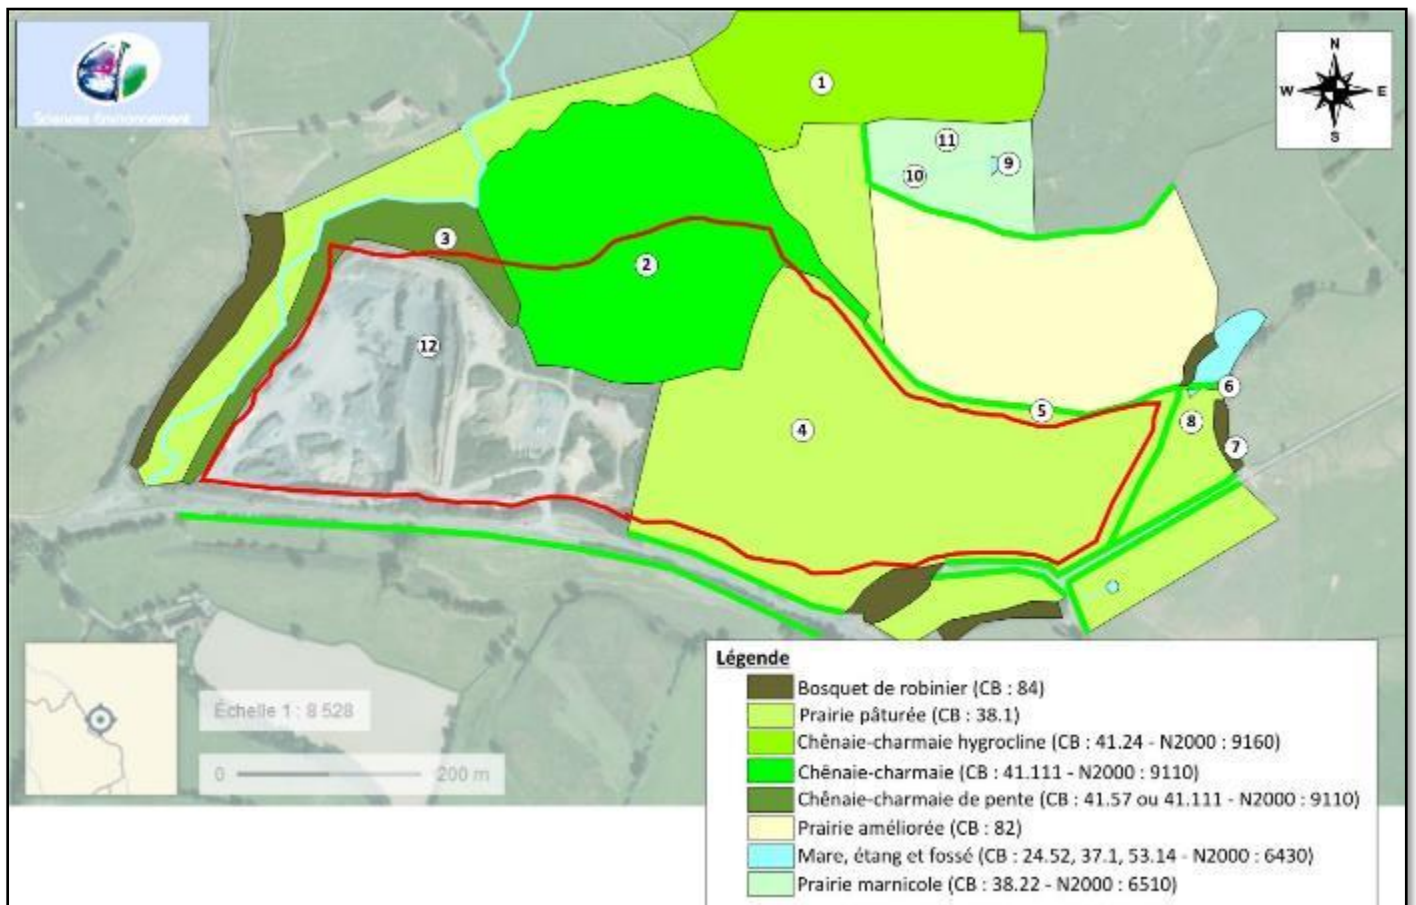 Sciences Environnement
N
W E
S
1
11
9
10
3
2
12
6
5
8
4
7
Légende
Bosquet de robinier (CB : 84)
Prairie pâturée (CB : 38.1)
Chênaie-charmaie hygrocline (CB : 41.24 - N2000 : 9160)
Chênaie-charmaie (CB : 41.111 - N2000 : 9110)
Chênaie-charmaie de pente (CB : 41.57 ou 41.111 - N2000 : 9110)
Prairie améliorée (CB : 82)
Mare, étang et fossé (CB : 24.52, 37.1, 53.14 - N2000 : 6430)
Prairie marnicole (CB : 38.22 - N2000 : 6510)
Échelle 1 : 8 528
0 200 m